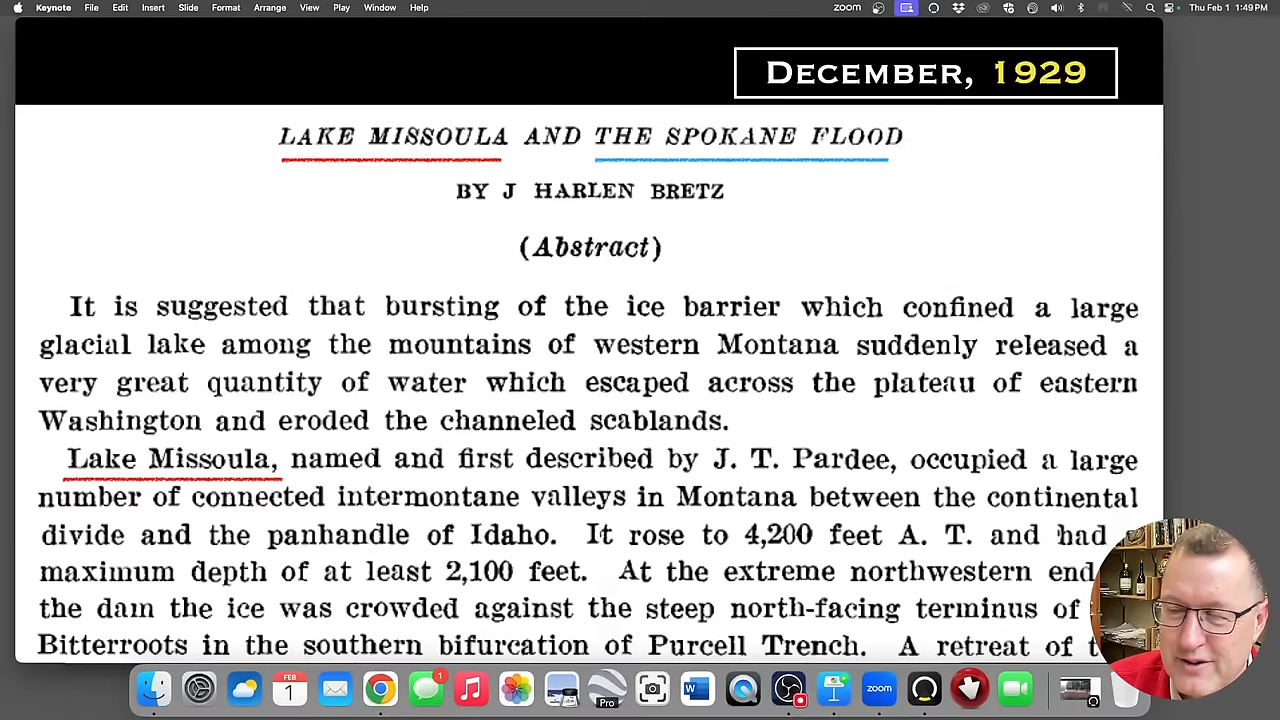 Keynote File Edit Insert Slide Format Arrange View Play Window Help zoom Thu Feb 1 1:49 PM
DECEMBER, 1929
LAKE MISSOULA AND THE SPOKANE FLOOD
BY J HARLEN BRETZ
(Abstract)
It is suggested that bursting of the ice barrier which confined a large
glacial lake among the mountains of western Montana suddenly released a
very great quantity of water which escaped across the plateau of eastern
Washington and eroded the channeled scablands.
Lake Missoula, named and first described by J. T. Pardee, occupied a large
number of connected intermontane valleys in Montana between the continental
divide and the panhandle of Idaho. It rose to 4,200 feet A. T. and had
maximum depth of at least 2,100 feet. At the extreme northwestern end
the dam the ice was crowded against the steep north-facing terminus of
Bitterroots in the southern bifurcation of Purcell Trench. A retreat of
FEB
1
1
Pro
W
zoom